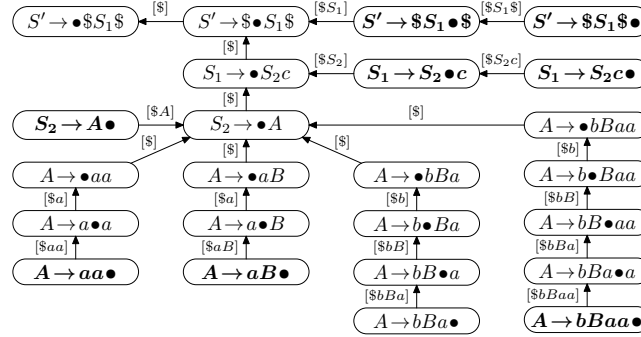 S′→●$S₁$ [$] S′→$●S₁$ [$S₁] S′→$S₁●$ [$S₁$] S′→$S₁$●
[$]
S₁→●S₂c [$S₂] S₁→S₂●c [$S₂c] S₁→S₂c●
[$]
S₂→A● [$A] S₂→●A [$] A→●bBaa
[$] [$] [$] [$b]
A→●aa A→●aB A→●bBa A→b●Baa
[$a] [$a] [$b] [$bB]
A→a●a A→a●B A→b●Ba A→bB●aa
[$aa] [$aB] [$bB] [$bBa]
A→aa● A→aB● A→bB●a A→bBa●a
[$bBa] [$bBaa]
A→bBa● A→bBaa●